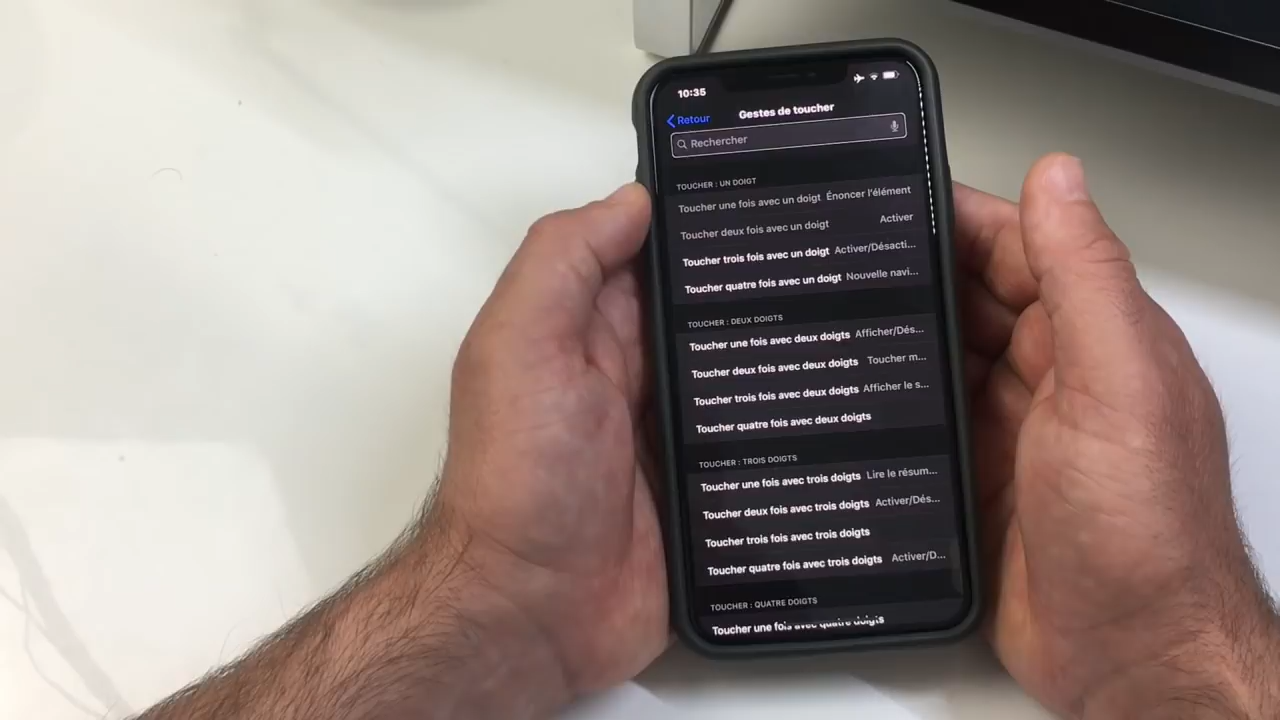 10:35
Retour
Gestes de toucher
Rechercher
TOUCHER : UN DOIGT
Toucher une fois avec un doigt Énoncer l'élément
Toucher deux fois avec un doigt Activer
Toucher trois fois avec un doigt Activer/Désacti...
Toucher quatre fois avec un doigt Nouvelle navi...
TOUCHER : DEUX DOIGTS
Toucher une fois avec deux doigts Afficher/Dés...
Toucher deux fois avec deux doigts Toucher m...
Toucher trois fois avec deux doigts Afficher le s...
Toucher quatre fois avec deux doigts
TOUCHER : TROIS DOIGTS
Toucher une fois avec trois doigts Lire le résum...
Toucher deux fois avec trois doigts Activer/Dés...
Toucher trois fois avec trois doigts
Toucher quatre fois avec trois doigts Activer/D...
TOUCHER : QUATRE DOIGTS
Toucher une fois avec quatre doigts